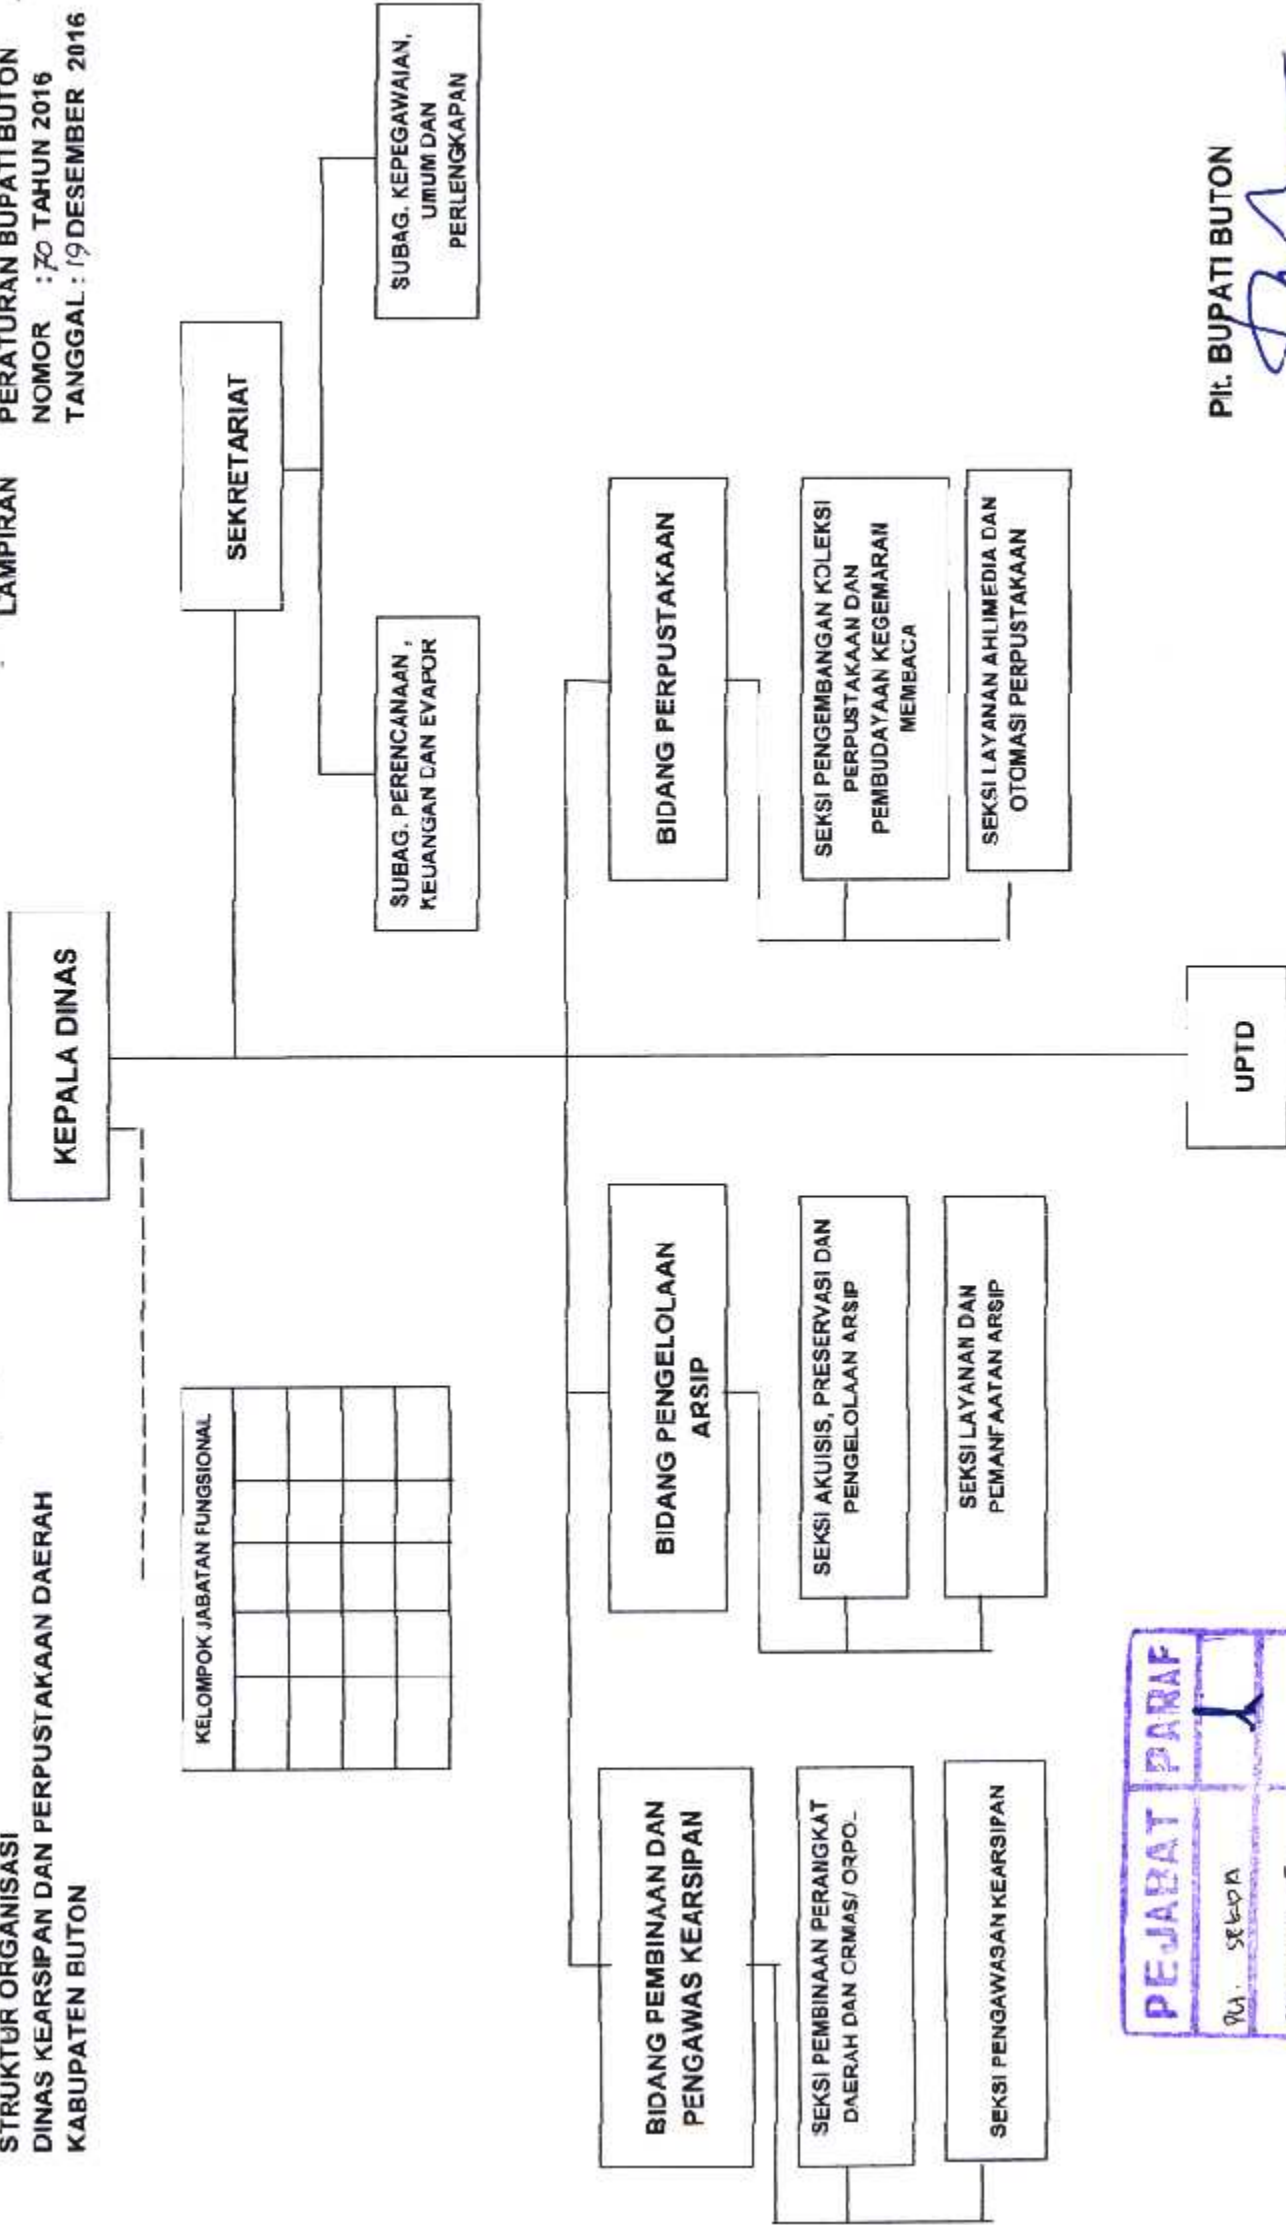 STRUKTUR ORGANISASI
DINAS KEARSIPAN DAN PERPUSTAKAAN DAERAH
KABUPATEN BUTON
LAMPIRAN
PERATURAN BUPATI BUTON
NOMOR : 70 TAHUN 2016
TANGGAL : 19 DESEMBER 2016
KEPALA DINAS
KELOMPOK JABATAN FUNGSIONAL
SEKRETARIAT
SUBAG. PERENCANAAN ,
KEUANGAN DAN EVAPOR
SUBAG. KEPEGAWAIAN,
UMUM DAN
PERLENGKAPAN
BIDANG PEMBINAAN DAN
PENGAWAS KEARSIPAN
SEKSI PEMBINAAN PERANGKAT
DAERAH DAN ORMAS/ ORPOL
SEKSI PENGAWASAN KEARSIPAN
BIDANG PENGELOLAAN
ARSIP
SEKSI AKUISIS, PRESERVASI DAN
PENGELOLAAN ARSIP
SEKSI LAYANAN DAN
PEMANFAATAN ARSIP
BIDANG PERPUSTAKAAN
SEKSI PENGEMBANGAN KOLEKSI
PERPUSTAKAAN DAN
PEMBUDAYAAN KEGEMARAN
MEMBACA
SEKSI LAYANAN AHLIMEDIA DAN
OTOMASI PERPUSTAKAAN
UPTD
PEJABAT PARAF
Plt. BUPATI BUTON